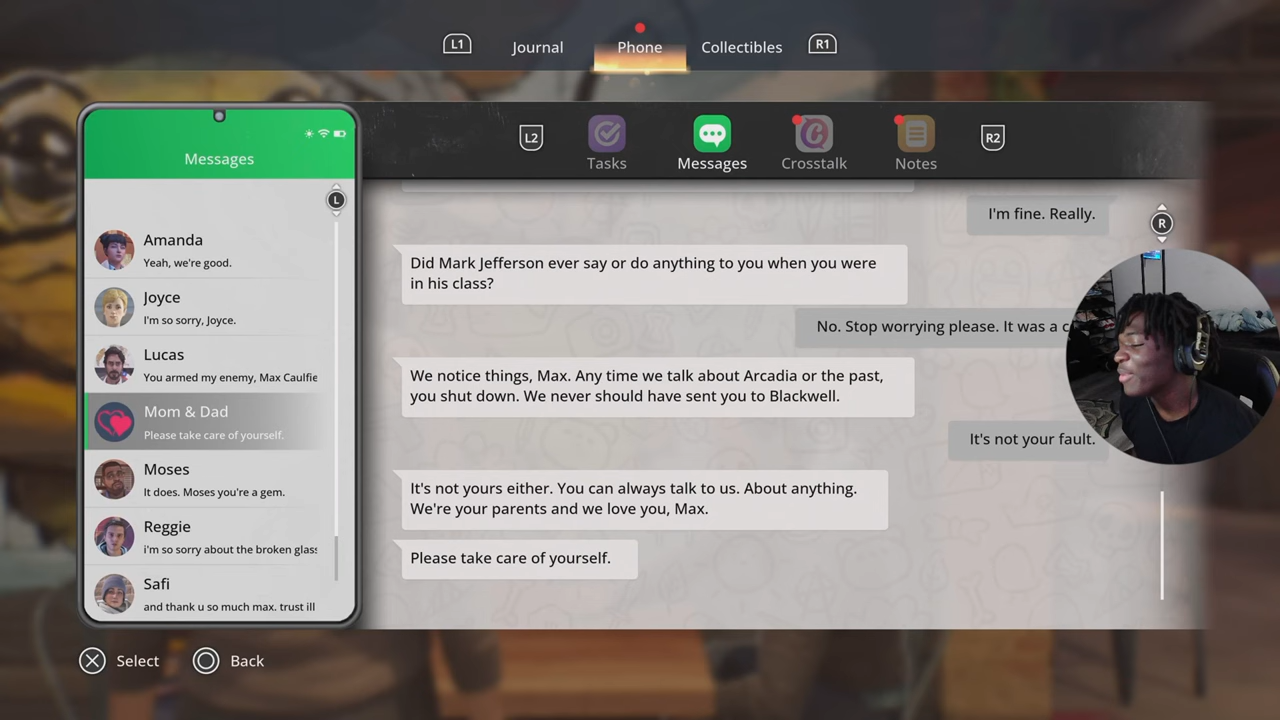 L1
Journal
Phone
Collectibles
R1
Messages
L
Amanda
Yeah, we're good.
Joyce
I'm so sorry, Joyce.
Lucas
You armed my enemy, Max Caulfie
Mom & Dad
Please take care of yourself.
Moses
It does. Moses you're a gem.
Reggie
i'm so sorry about the broken glass
Safi
and thank u so much max. trust ill
L2
Tasks
Messages
Crosstalk
Notes
R2
I'm fine. Really.
R
Did Mark Jefferson ever say or do anything to you when you were
in his class?
No. Stop worrying please. It was a
We notice things, Max. Any time we talk about Arcadia or the past,
you shut down. We never should have sent you to Blackwell.
It's not your fault.
It's not yours either. You can always talk to us. About anything.
We're your parents and we love you, Max.
Please take care of yourself.
Select
Back